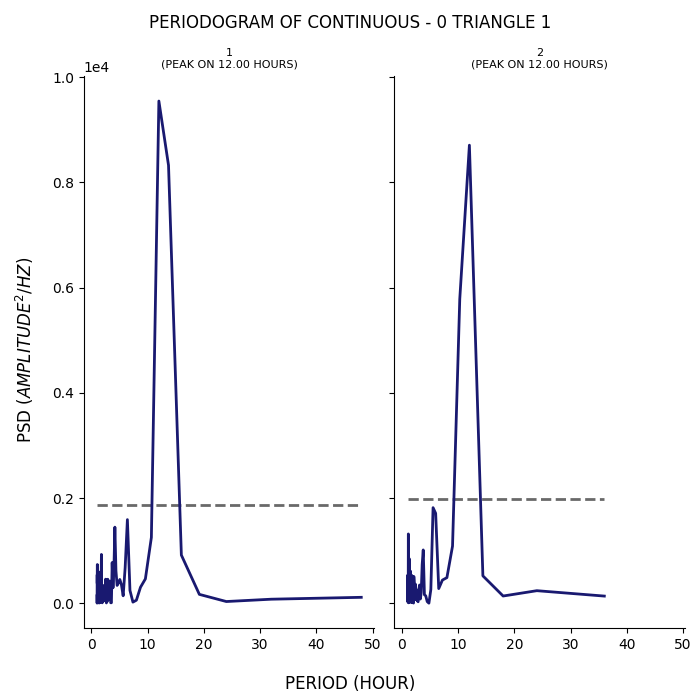 PERIODOGRAM OF CONTINUOUS - 0 TRIANGLE 1
1
(PEAK ON 12.00 HOURS)
2
(PEAK ON 12.00 HOURS)
1e4
1.0
0.8
0.6
0.4
0.2
0.0
PSD (AMPLITUDE²/HZ)
0 10 20 30 40 50
0 10 20 30 40 50
PERIOD (HOUR)